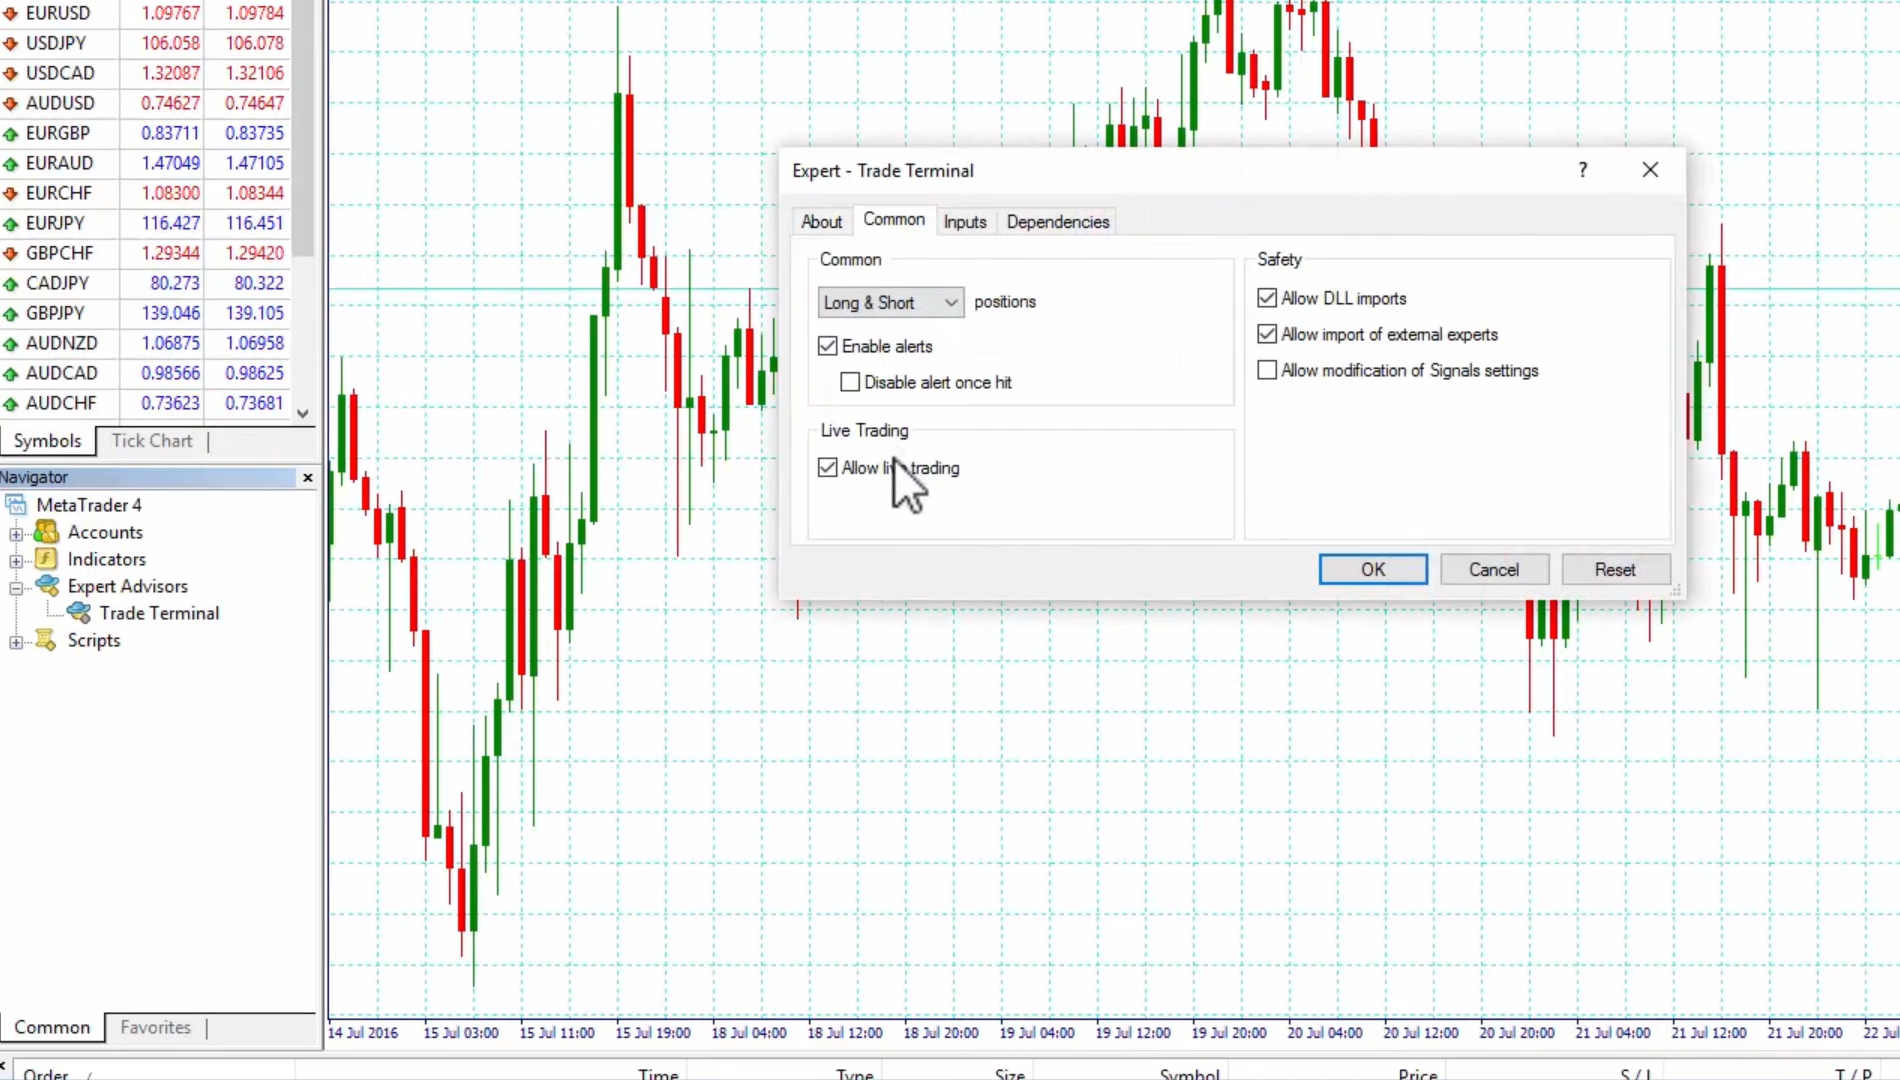 EURUSD 1.09767 1.09784
USDJPY 106.058 106.078
USDCAD 1.32087 1.32106
AUDUSD 0.74627 0.74647
EURGBP 0.83711 0.83735
EURAUD 1.47049 1.47105
EURCHF 1.08300 1.08344
EURJPY 116.427 116.451
GBPCHF 1.29344 1.29420
CADJPY 80.273 80.322
GBPJPY 139.046 139.105
AUDNZD 1.06875 1.06958
AUDCAD 0.98566 0.98625
AUDCHF 0.73623 0.73681
Symbols Tick Chart
Navigator
MetaTrader 4
Accounts
Indicators
Expert Advisors
Trade Terminal
Scripts
Common Favorites
Expert - Trade Terminal ?
About Common Inputs Dependencies
Common
Long & Short positions
Enable alerts
Disable alert once hit
Live Trading
Allow live trading
Safety
Allow DLL imports
Allow import of external experts
Allow modification of Signals settings
OK Cancel Reset
14 Jul 2016 15 Jul 03:00 15 Jul 11:00 15 Jul 19:00 18 Jul 04:00 18 Jul 12:00 18 Jul 20:00 19 Jul 04:00 19 Jul 12:00 19 Jul 20:00 20 Jul 04:00 20 Jul 12:00 20 Jul 20:00 21 Jul 04:00 21 Jul 12:00 21 Jul 20:00 22 Jul
Order / Time Type Size Symbol Price S / L T / P